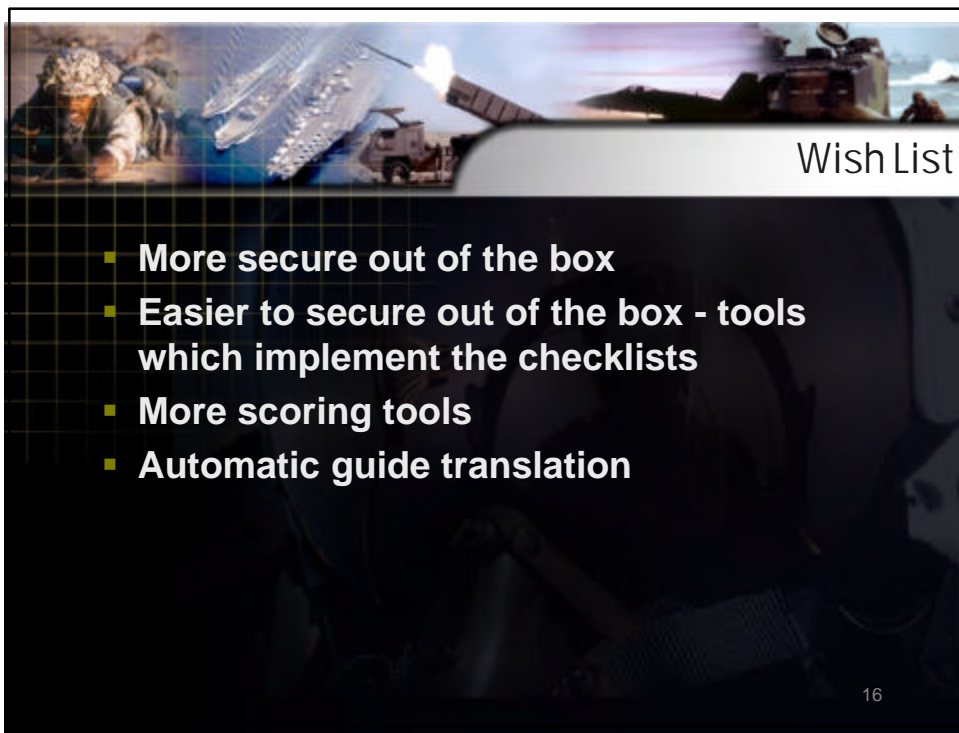 Wish List
▪ More secure out of the box
▪ Easier to secure out of the box - tools
which implement the checklists
▪ More scoring tools
▪ Automatic guide translation
16